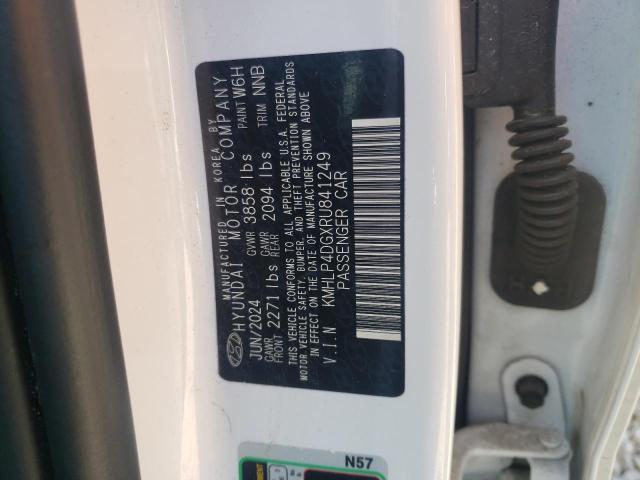 MANUFACTURED IN KOREA BY
HYUNDAI MOTOR COMPANY
JUN/2024 GVWR 3858 lbs PAINT W6H
GAWR FRONT 2271 lbs GAWR REAR 2094 lbs TRIM NNB
THIS VEHICLE CONFORMS TO ALL APPLICABLE U.S.A. FEDERAL
MOTOR VEHICLE SAFETY, BUMPER, AND THEFT PREVENTION STANDARDS
IN EFFECT ON THE DATE OF MANUFACTURE SHOWN ABOVE
V.I.N KMHLP4DGXRU841249
PASSENGER CAR
N57